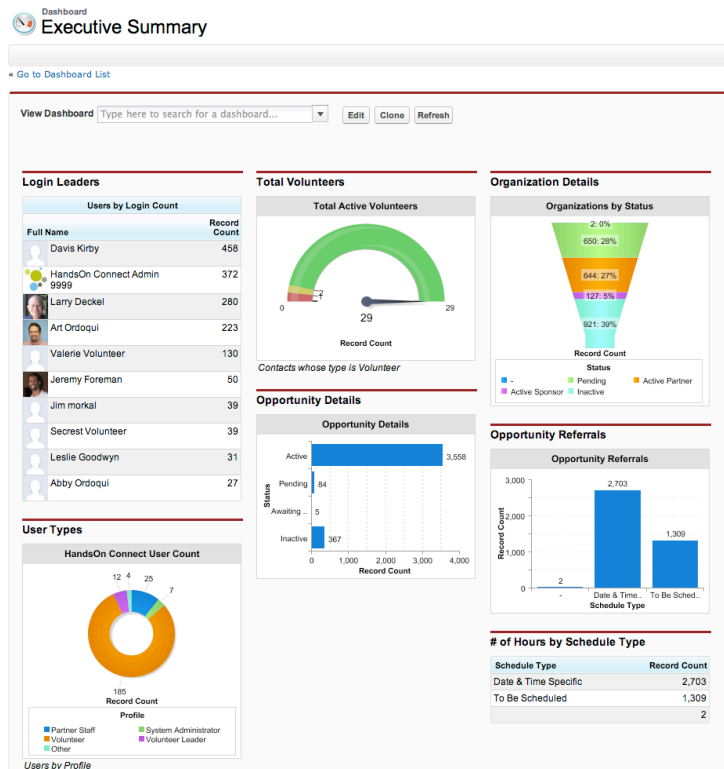 Dashboard
Executive Summary
« Go to Dashboard List
View Dashboard Type here to search for a dashboard... Edit Clone Refresh
Login Leaders
Users by Login Count
Full Name Record Count
Davis Kirby 458
HandsOn Connect Admin 9999 372
Larry Deckel 280
Art Ordoqui 223
Valerie Volunteer 130
Jeremy Foreman 50
Jim morkal 39
Secrest Volunteer 39
Leslie Goodwyn 31
Abby Ordoqui 27
User Types
HandsOn Connect User Count
12 4 25
7
185
Record Count
Profile
Partner Staff System Administrator
Volunteer Volunteer Leader
Other
Users by Profile
Total Volunteers
Total Active Volunteers
2
1
0 29
29
Record Count
Contacts whose type is Volunteer
Opportunity Details
Opportunity Details
Status
Active 3,558
Pending 84
Awaiting .. 5
Inactive 367
0 1,000 2,000 3,000 4,000
Record Count
Organization Details
Organizations by Status
2: 0%
650: 28%
644: 27%
127: 5%
921: 39%
Record Count
Status
- Pending Active Partner
Active Sponsor Inactive
Opportunity Referrals
Opportunity Referrals
Record Count
3,000
2,703
2,000
1,309
1,000
2
0
- Date & Time.. To Be Sched..
Schedule Type
# of Hours by Schedule Type
Schedule Type Record Count
Date & Time Specific 2,703
To Be Scheduled 1,309
2